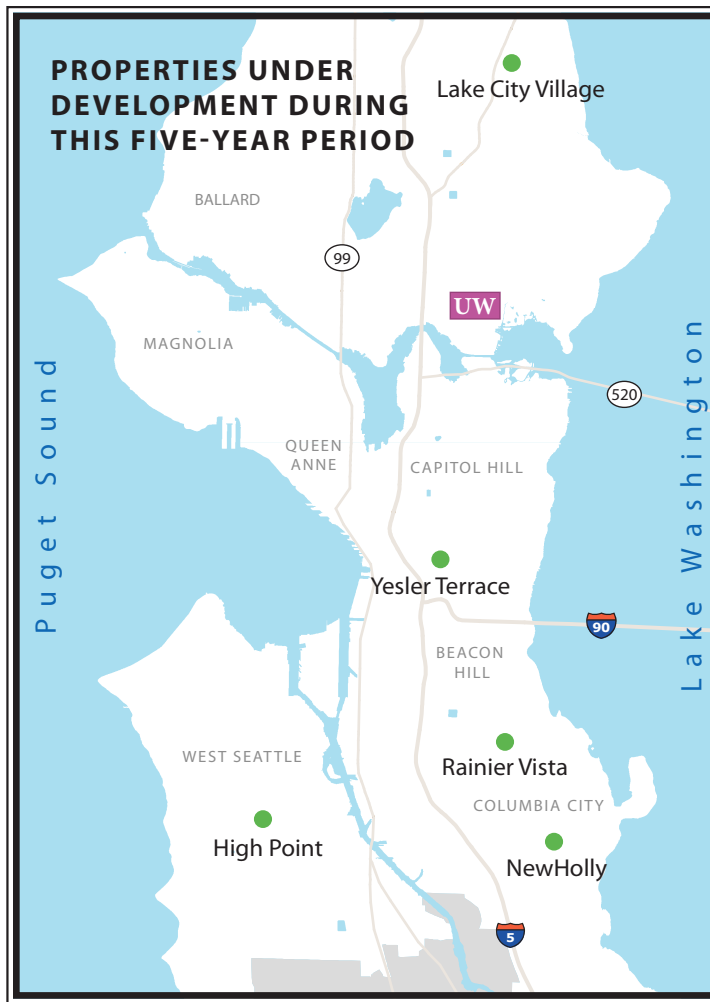 PROPERTIES UNDER
DEVELOPMENT DURING
THIS FIVE-YEAR PERIOD
Lake City Village
BALLARD
99
UW
MAGNOLIA
Puget Sound
Lake Washington
520
QUEEN
ANNE
CAPITOL HILL
Yesler Terrace
90
BEACON
HILL
WEST SEATTLE
Rainier Vista
COLUMBIA CITY
High Point
NewHolly
5